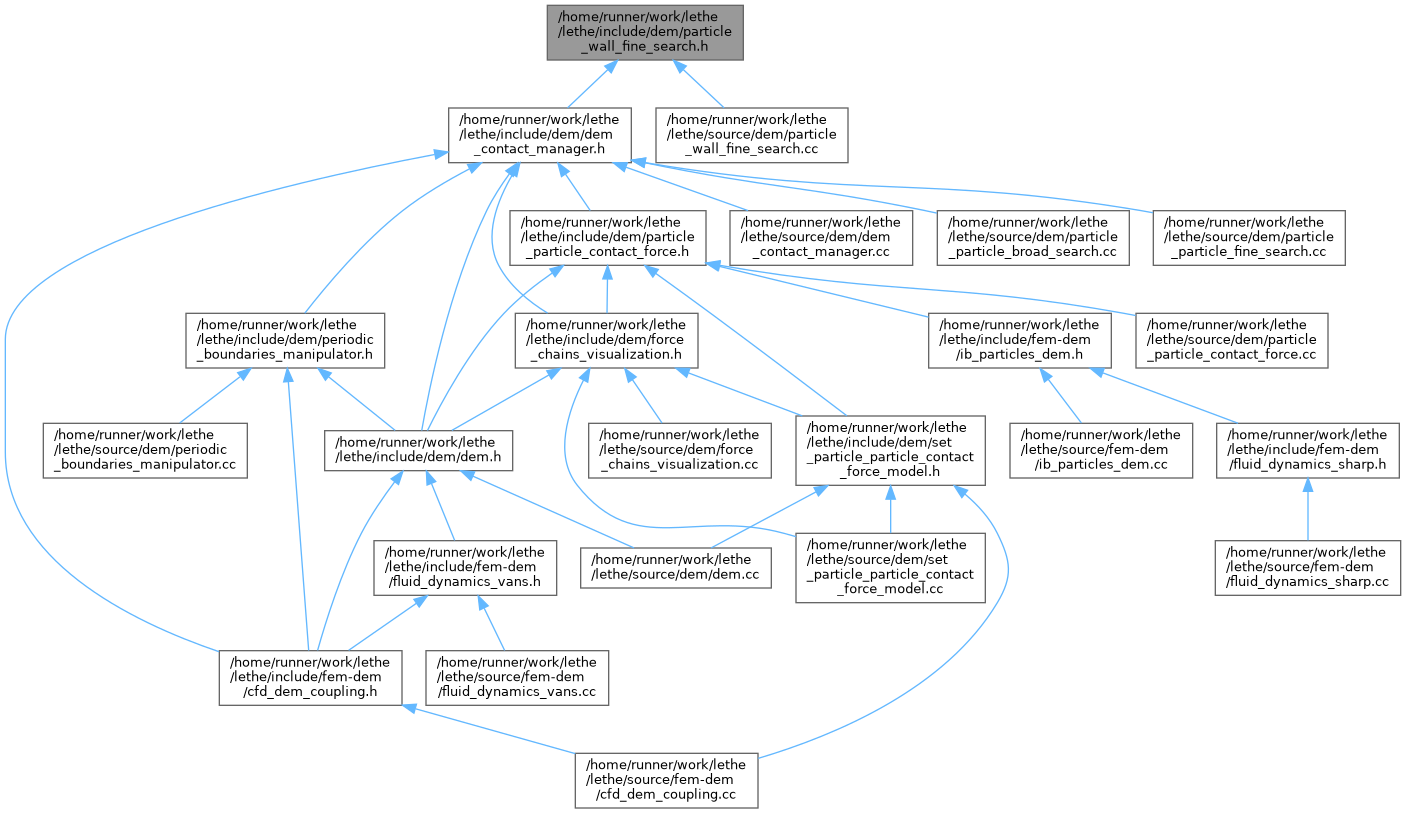 /home/runner/work/lethe
/lethe/include/dem/particle
_wall_fine_search.h
/home/runner/work/lethe
/lethe/include/dem/dem
_contact_manager.h
/home/runner/work/lethe
/lethe/source/dem/particle
_wall_fine_search.cc
/home/runner/work/lethe
/lethe/include/dem/particle
_particle_contact_force.h
/home/runner/work/lethe
/lethe/source/dem/dem
_contact_manager.cc
/home/runner/work/lethe
/lethe/source/dem/particle
_particle_broad_search.cc
/home/runner/work/lethe
/lethe/source/dem/particle
_particle_fine_search.cc
/home/runner/work/lethe
/lethe/include/dem/periodic
_boundaries_manipulator.h
/home/runner/work/lethe
/lethe/include/dem/force
_chains_visualization.h
/home/runner/work/lethe
/lethe/include/fem-dem
/ib_particles_dem.h
/home/runner/work/lethe
/lethe/source/dem/particle
_particle_contact_force.cc
/home/runner/work/lethe
/lethe/source/dem/periodic
_boundaries_manipulator.cc
/home/runner/work/lethe
/lethe/include/dem/dem.h
/home/runner/work/lethe
/lethe/source/dem/force
_chains_visualization.cc
/home/runner/work/lethe
/lethe/include/dem/set
_particle_particle_contact
_force_model.h
/home/runner/work/lethe
/lethe/source/fem-dem
/ib_particles_dem.cc
/home/runner/work/lethe
/lethe/include/fem-dem
/fluid_dynamics_sharp.h
/home/runner/work/lethe
/lethe/include/fem-dem
/fluid_dynamics_vans.h
/home/runner/work/lethe
/lethe/source/dem/dem.cc
/home/runner/work/lethe
/lethe/source/dem/set
_particle_particle_contact
_force_model.cc
/home/runner/work/lethe
/lethe/source/fem-dem
/fluid_dynamics_sharp.cc
/home/runner/work/lethe
/lethe/include/fem-dem
/cfd_dem_coupling.h
/home/runner/work/lethe
/lethe/source/fem-dem
/fluid_dynamics_vans.cc
/home/runner/work/lethe
/lethe/source/fem-dem
/cfd_dem_coupling.cc